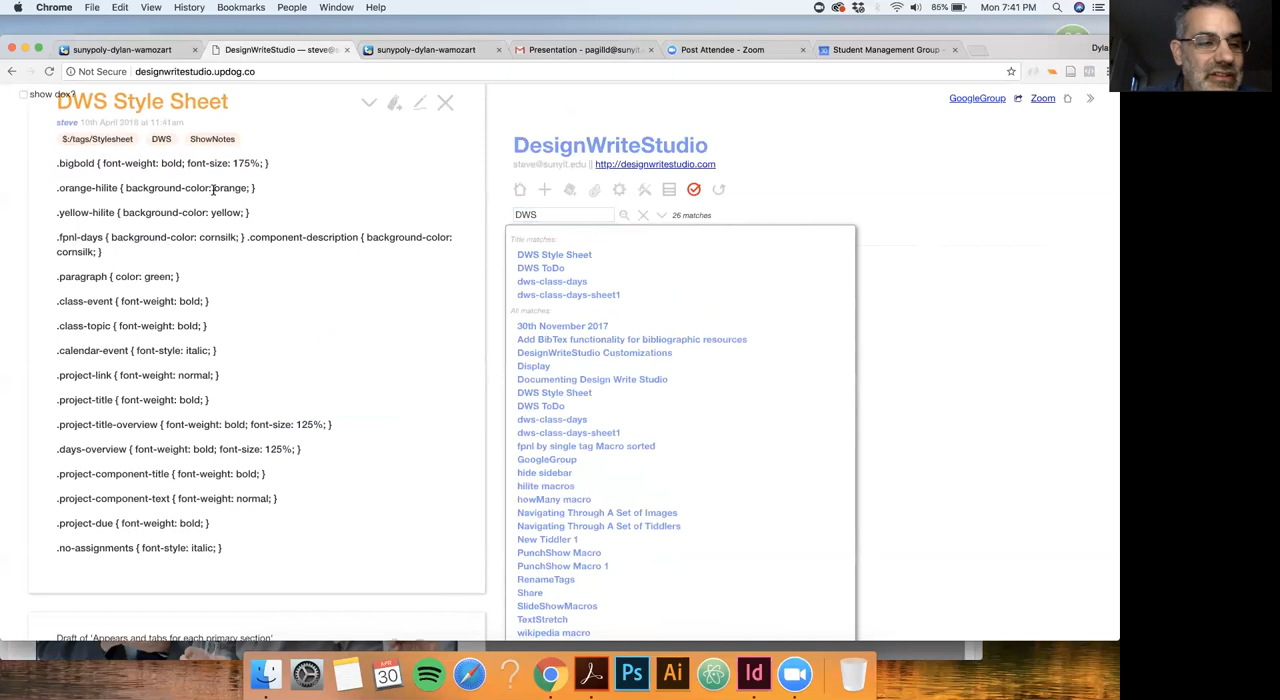 Chrome File Edit View History Bookmarks People Window Help
85% Mon 7:41 PM
sunypoly-dylan-wamozart
DesignWriteStudio — steve@s
sunypoly-dylan-wamozart
Presentation - pagilld@sunyit.e
Post Attendee - Zoom
Student Management Group -
Dyla
Not Secure designwritestudio.updog.co
show dox?
DWS Style Sheet
steve 10th April 2018 at 11:41am
$:/tags/Stylesheet DWS ShowNotes
.bigbold { font-weight: bold; font-size: 175%; }
.orange-hilite { background-color: orange; }
.yellow-hilite { background-color: yellow; }
.fpnl-days { background-color: cornsilk; } .component-description { background-color:
cornsilk; }
.paragraph { color: green; }
.class-event { font-weight: bold; }
.class-topic { font-weight: bold; }
.calendar-event { font-style: italic; }
.project-link { font-weight: normal; }
.project-title { font-weight: bold; }
.project-title-overview { font-weight: bold; font-size: 125%; }
.days-overview { font-weight: bold; font-size: 125%; }
.project-component-title { font-weight: bold; }
.project-component-text { font-weight: normal; }
.project-due { font-weight: bold; }
.no-assignments { font-style: italic; }
Draft of 'Appears and tabs for each primary section'
GoogleGroup Zoom
DesignWriteStudio
steve@sunyit.edu || http://designwritestudio.com
DWS 26 matches
Title matches:
DWS Style Sheet
DWS ToDo
dws-class-days
dws-class-days-sheet1
All matches:
30th November 2017
Add BibTex functionality for bibliographic resources
DesignWriteStudio Customizations
Display
Documenting Design Write Studio
DWS Style Sheet
DWS ToDo
dws-class-days
dws-class-days-sheet1
fpnl by single tag Macro sorted
GoogleGroup
hide sidebar
hilite macros
howMany macro
Navigating Through A Set of Images
Navigating Through A Set of Tiddlers
New Tiddler 1
PunchShow Macro
PunchShow Macro 1
RenameTags
Share
SlideShowMacros
TextStretch
wikipedia macro
APR
30
?
Ps
Ai
Id